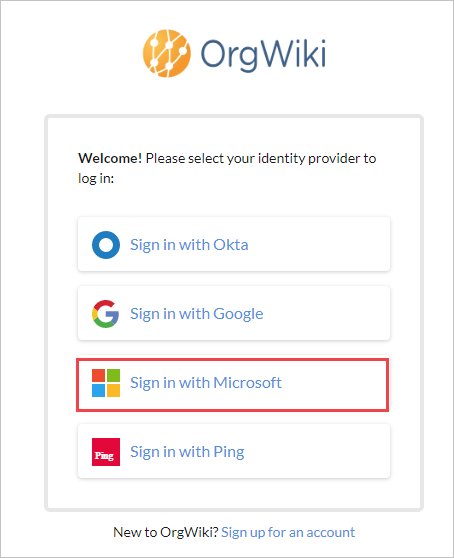 OrgWiki
Welcome! Please select your identity provider to
log in:
Sign in with Okta
Sign in with Google
Sign in with Microsoft
Ping
Sign in with Ping
New to OrgWiki? Sign up for an account